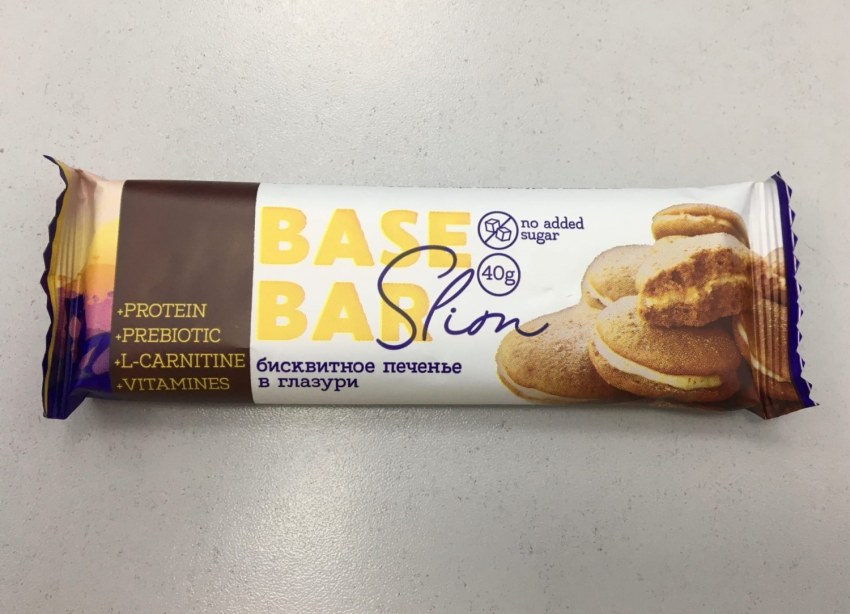 BASE
BAR
Slim
no added
sugar
40g
+PROTEIN
+PREBIOTIC
+L-CARNITINE
+VITAMINES
бисквитное печенье
в глазури